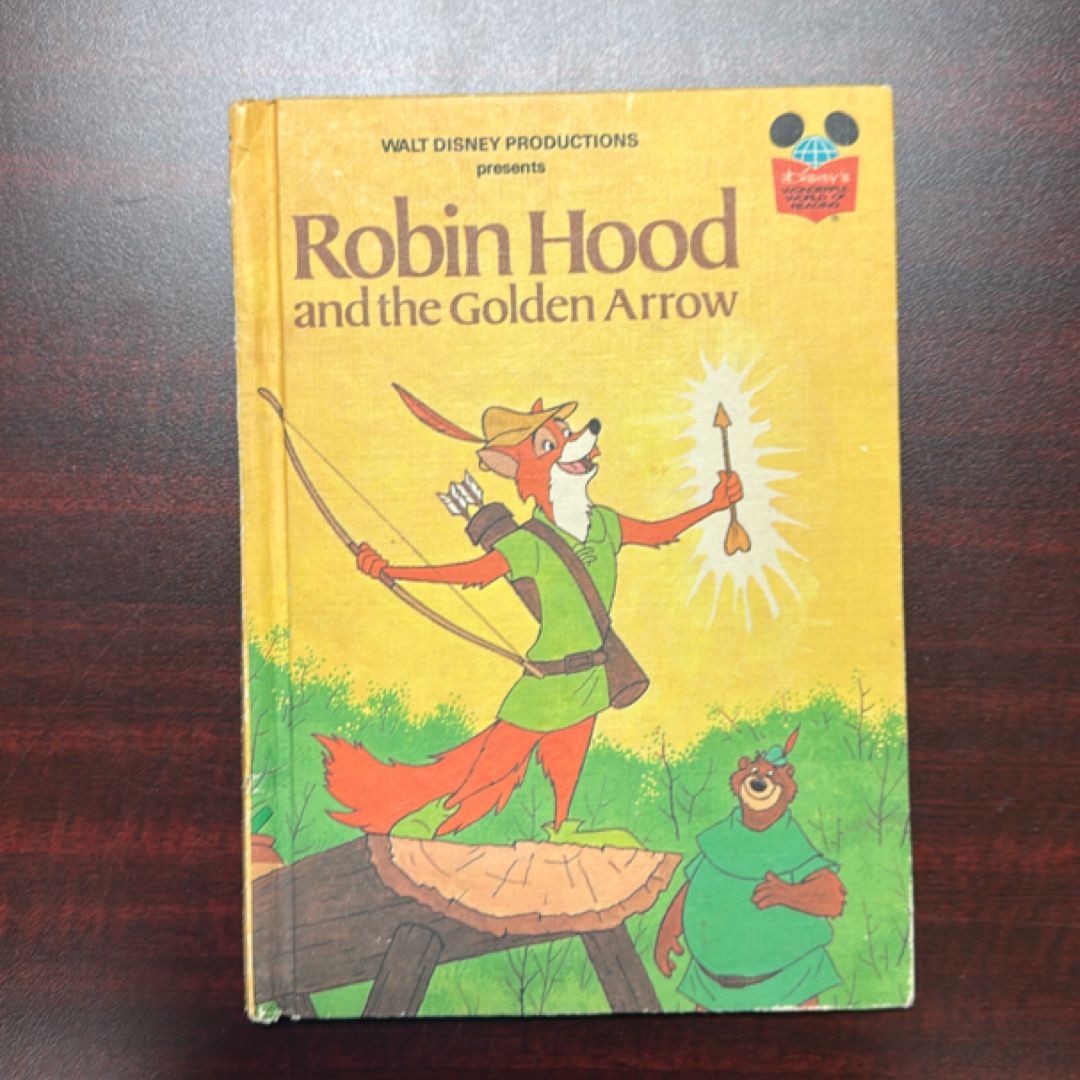 WALT DISNEY PRODUCTIONS
presents
Robin Hood
and the Golden Arrow
Disney's
WONDERFUL
WORLD OF
READING
®